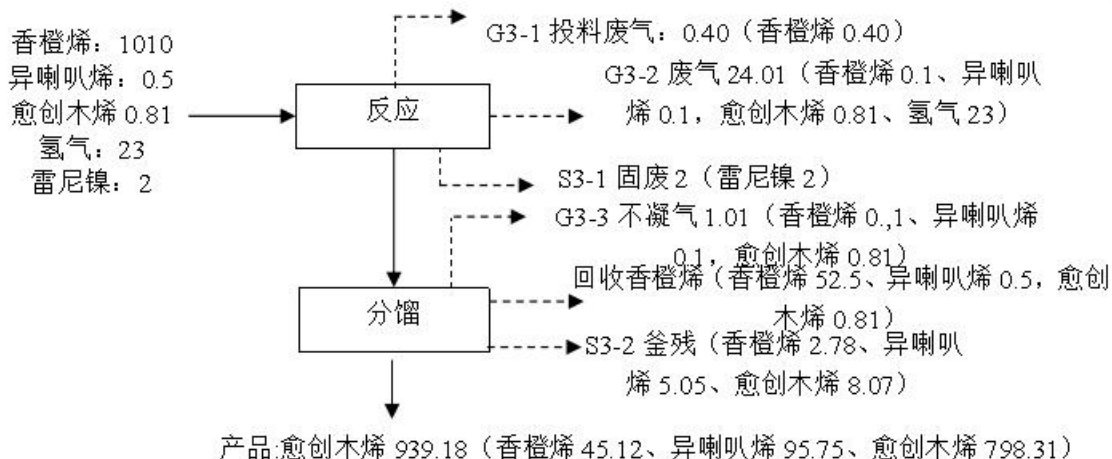 香橙烯：1010
异喇叭烯：0.5
愈创木烯 0.81
氢气：23
雷尼镍：2
G3-1 投料废气：0.40（香橙烯 0.40）
反应
G3-2 废气 24.01（香橙烯 0.1、异喇叭
烯 0.1，愈创木烯 0.81、氢气 23）
S3-1 固废 2（雷尼镍 2）
G3-3 不凝气 1.01（香橙烯 0.,1、异喇叭烯
0.1，愈创木烯 0.81）
分馏
回收香橙烯（香橙烯 52.5、异喇叭烯 0.5，愈创
木烯 0.81）
S3-2 釜残（香橙烯 2.78、异喇叭
烯 5.05、愈创木烯 8.07）
产品:愈创木烯 939.18（香橙烯 45.12、异喇叭烯 95.75、愈创木烯 798.31）